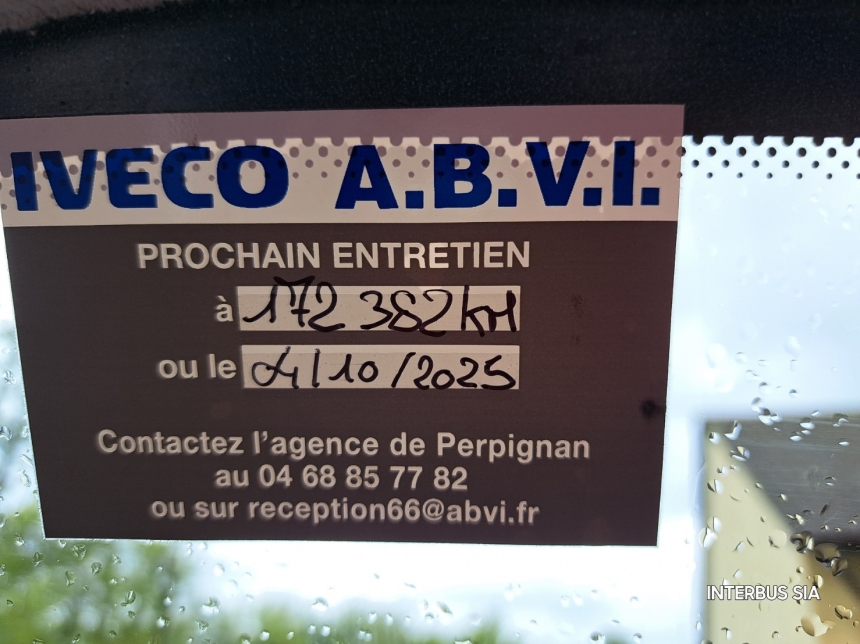 IVECO A.B.V.I.
PROCHAIN ENTRETIEN
à 172 382 km
ou le 04/10/2025
Contactez l'agence de Perpignan
au 04 68 85 77 82
ou sur reception66@abvi.fr
INTERBUS SIA